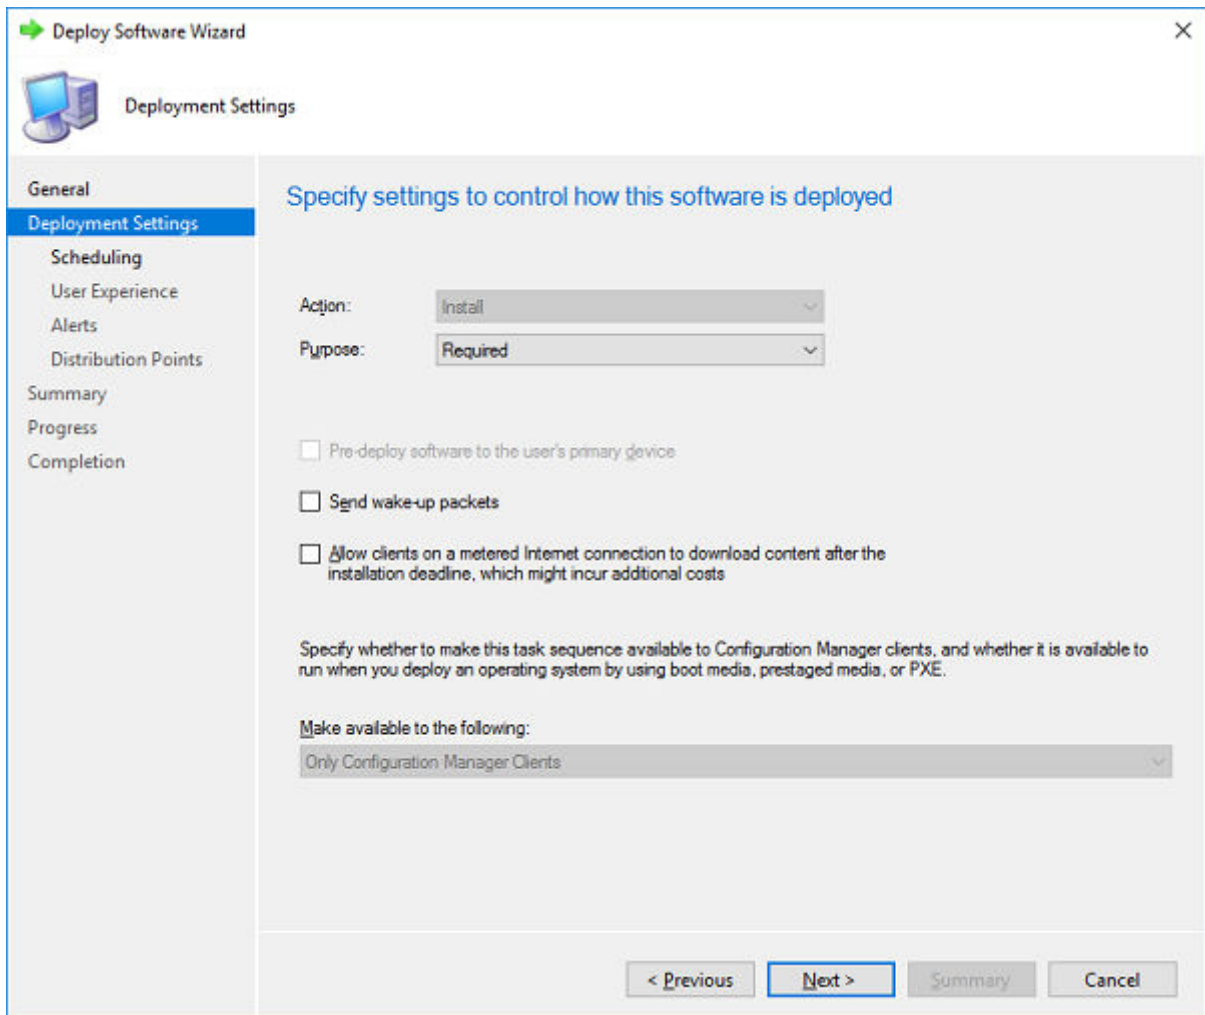 Deploy Software Wizard
Deployment Settings
General
Deployment Settings
Scheduling
User Experience
Alerts
Distribution Points
Summary
Progress
Completion
Specify settings to control how this software is deployed
Action:
Install
Purpose:
Required
Pre-deploy software to the user's primary device
Send wake-up packets
Allow clients on a metered Internet connection to download content after the
installation deadline, which might incur additional costs
Specify whether to make this task sequence available to Configuration Manager clients, and whether it is available to
run when you deploy an operating system by using boot media, prestaged media, or PXE.
Make available to the following:
Only Configuration Manager Clients
< Previous
Next >
Summary
Cancel